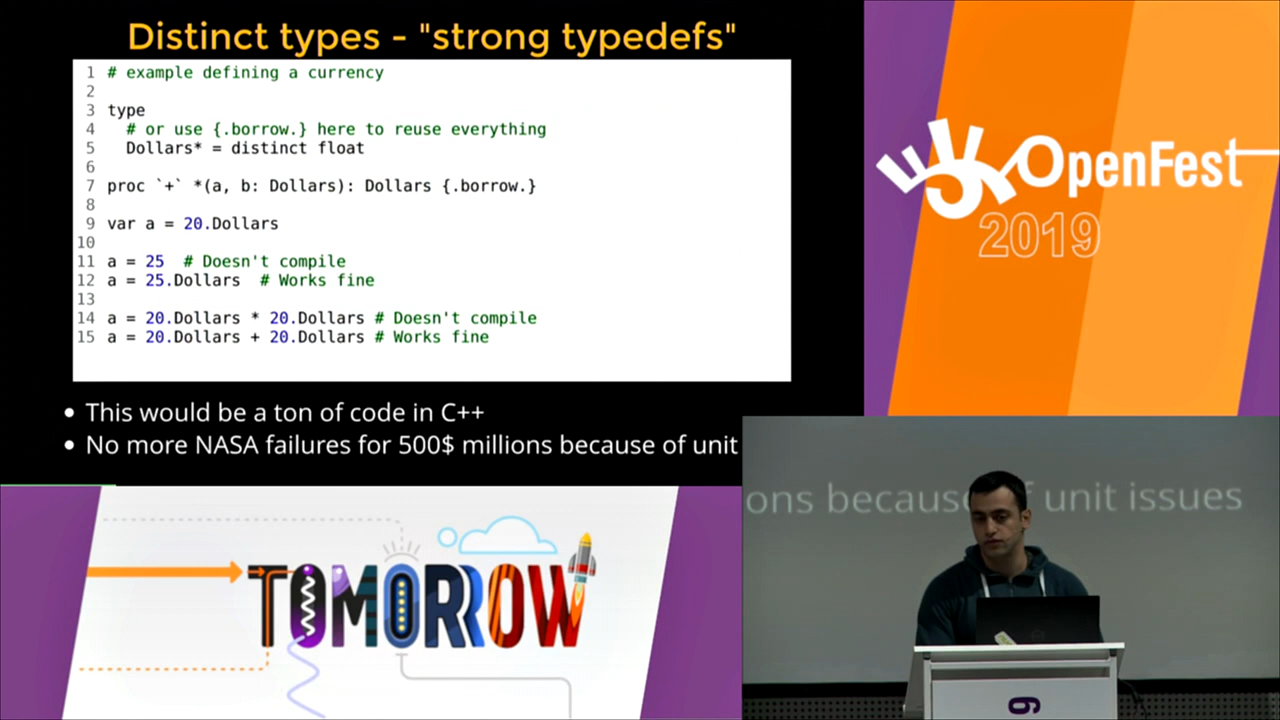 Distinct types - "strong typedefs"
1 # example defining a currency
2
3 type
4   # or use {.borrow.} here to reuse everything
5   Dollars* = distinct float
6
7 proc `+` *(a, b: Dollars): Dollars {.borrow.}
8
9 var a = 20.Dollars
10
11 a = 25  # Doesn't compile
12 a = 25.Dollars  # Works fine
13
14 a = 20.Dollars * 20.Dollars # Doesn't compile
15 a = 20.Dollars + 20.Dollars # Works fine
• This would be a ton of code in C++
• No more NASA failures for 500$ millions because of unit
OpenFest
2019
ons because of unit issues
TOMORROW
6